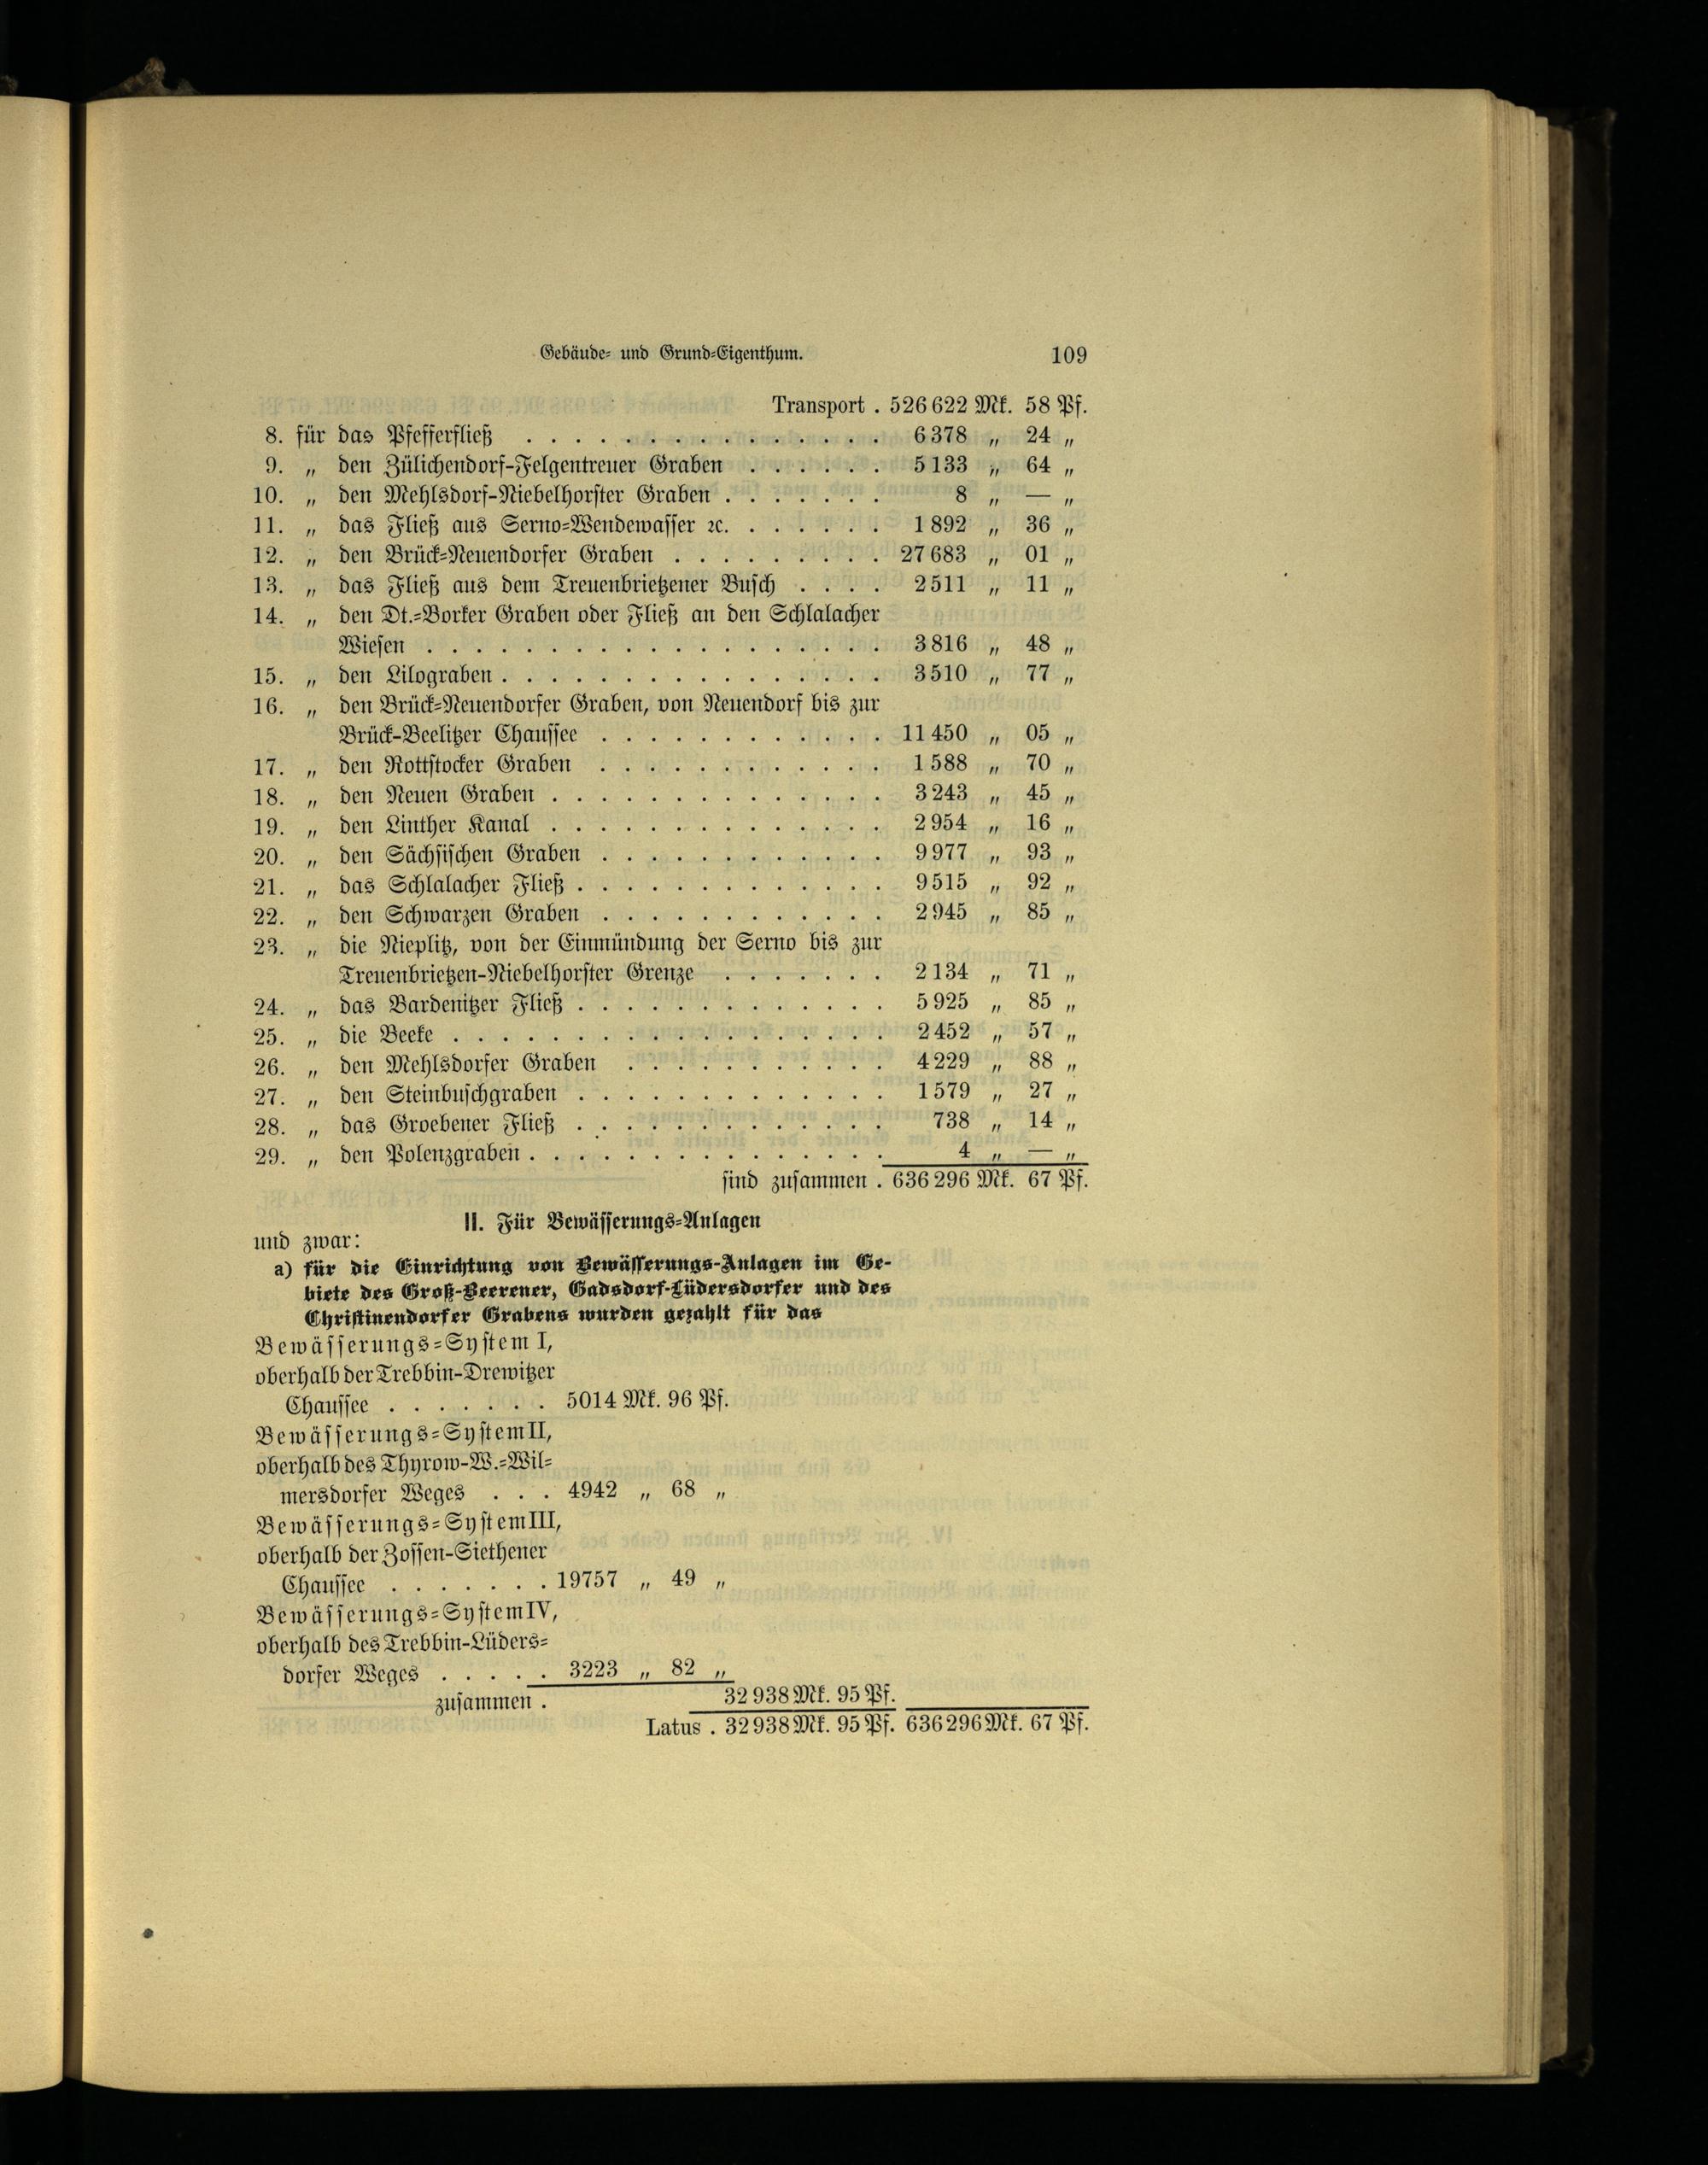 Gebäude- und Grund-Eigenthum. 109
Transport . 526 622 Mk. 58 Pf.
8. für das Pfefferfließ . . . . . . . . . . . . . . . 6 378 „ 24 „
9. „ den Zülichendorf-Felgentreuer Graben . . . . . . 5 133 „ 64 „
10. „ den Mehlsdorf-Niebelhorster Graben . . . . . . . 8 „ — „
11. „ das Fließ aus Serno-Wendewasser ꝛc. . . . . . . 1 892 „ 36 „
12. „ den Brück-Neuendorfer Graben . . . . . . . . . 27 683 „ 01 „
13. „ das Fließ aus dem Treuenbrietzener Busch . . . . 2 511 „ 11 „
14. „ den Dt.-Borker Graben oder Fließ an den Schlalacher
Wiesen . . . . . . . . . . . . . . . . . . . 3 816 „ 48 „
15. „ den Lilograben . . . . . . . . . . . . . . . . 3 510 „ 77 „
16. „ den Brück-Neuendorfer Graben, von Neuendorf bis zur
Brück-Beelitzer Chaussee . . . . . . . . . . . . 11 450 „ 05 „
17. „ den Rottstocker Graben . . . . . . . . . . . . 1 588 „ 70 „
18. „ den Neuen Graben . . . . . . . . . . . . . . 3 243 „ 45 „
19. „ den Linther Kanal . . . . . . . . . . . . . . 2 954 „ 16 „
20. „ den Sächsischen Graben . . . . . . . . . . . . 9 977 „ 93 „
21. „ das Schlalacher Fließ . . . . . . . . . . . . . 9 515 „ 92 „
22. „ den Schwarzen Graben . . . . . . . . . . . . 2 945 „ 85 „
23. „ die Nieplitz, von der Einmündung der Serno bis zur
Treuenbrietzen-Niebelhorster Grenze . . . . . . . 2 134 „ 71 „
24. „ das Bardenitzer Fließ . . . . . . . . . . . . . 5 925 „ 85 „
25. „ die Beeke . . . . . . . . . . . . . . . . . . 2 452 „ 57 „
26. „ den Mehlsdorfer Graben . . . . . . . . . . . 4 229 „ 88 „
27. „ den Steinbuschgraben . . . . . . . . . . . . . 1 579 „ 27 „
28. „ das Groebener Fließ . . . . . . . . . . . . . 738 „ 14 „
29. „ den Polenzgraben . . . . . . . . . . . . . . . 4 „ — „
sind zusammen . 636 296 Mk. 67 Pf.
II. Für Bewässerungs-Anlagen
und zwar:
a) für die Einrichtung von Bewässerungs-Anlagen im Ge-
biete des Groß-Beerener, Gadsdorf-Lüdersdorfer und des
Christinendorfer Grabens wurden gezahlt für das
Bewässerungs-System I,
oberhalb der Trebbin-Drewitzer
Chaussee . . . . . . . 5014 Mk. 96 Pf.
Bewässerungs-System II,
oberhalb des Thyrow-W.-Wil-
mersdorfer Weges . . . 4942 „ 68 „
Bewässerungs-System III,
oberhalb der Zossen-Siethener
Chaussee . . . . . . . 19757 „ 49 „
Bewässerungs-System IV,
oberhalb des Trebbin-Lüders-
dorfer Weges . . . . . 3223 „ 82 „
zusammen . 32 938 Mk. 95 Pf.
Latus . 32 938 Mk. 95 Pf. 636 296 Mk. 67 Pf.